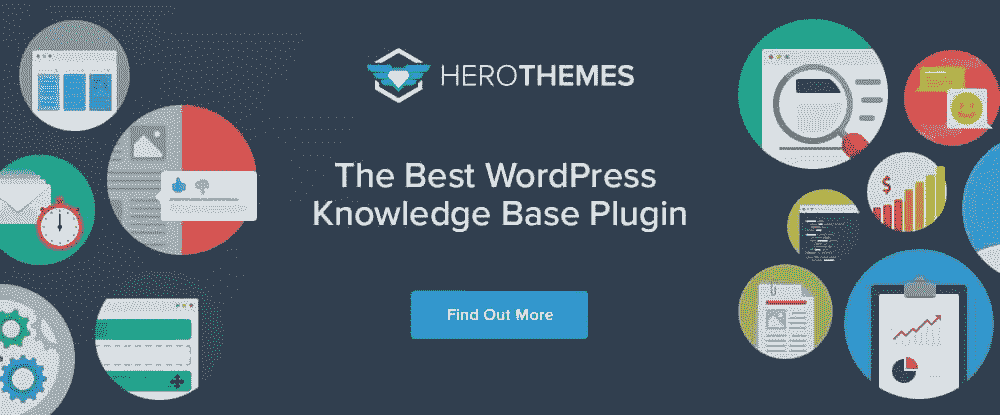 HEROTHEMES
The Best WordPress
Knowledge Base Plugin
Find Out More
$